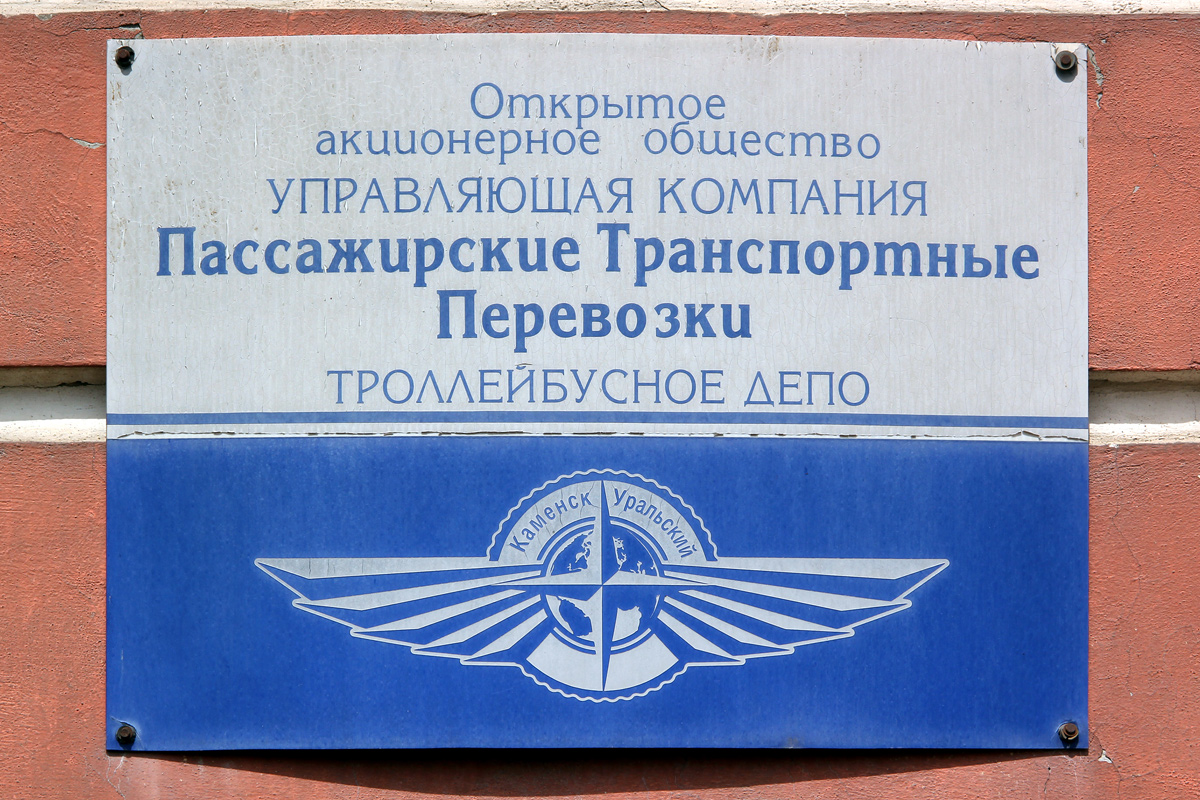 Открытое
акционерное общество
УПРАВЛЯЮЩАЯ КОМПАНИЯ
Пассажирские Транспортные
Перевозки
ТРОЛЛЕЙБУСНОЕ ДЕПО
Каменск Уральский